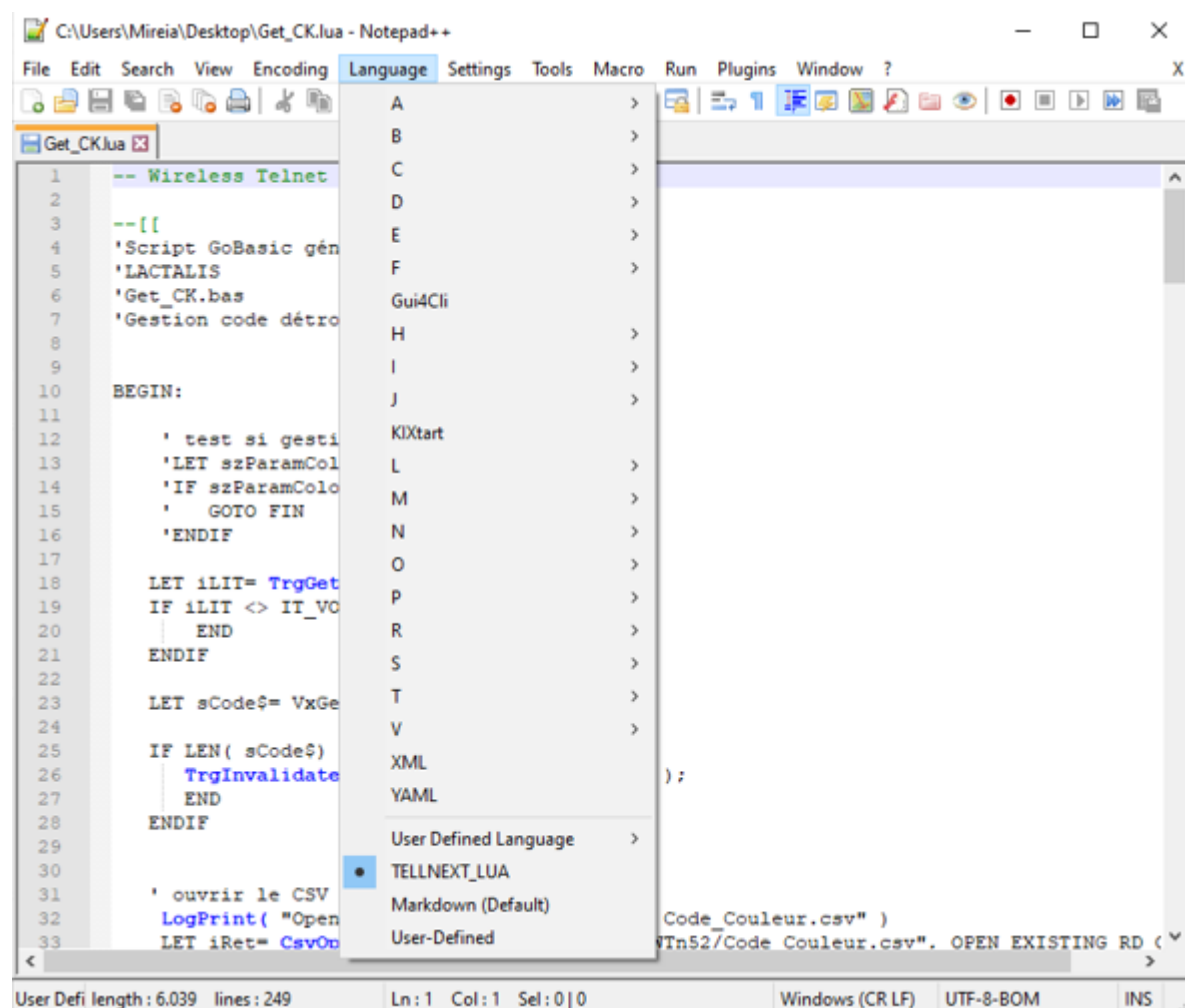 C:\Users\Mireia\Desktop\Get_CK.lua - Notepad++
File Edit Search View Encoding Language Settings Tools Macro Run Plugins Window ? X
Get_CK.lua
A
B
C
D
E
F
Gui4Cli
H
I
J
KIXtart
L
M
N
O
P
R
S
T
V
XML
YAML
User Defined Language
TELLNEXT_LUA
Markdown (Default)
User-Defined
1 -- Wireless Telnet
2
3 --[[
4 'Script GoBasic gén
5 'LACTALIS
6 'Get_CK.bas
7 'Gestion code détro
8
9
10 BEGIN:
11
12 ' test si gesti
13 'LET szParamCol
14 'IF szParamColo
15 ' GOTO FIN
16 'ENDIF
17
18 LET iLIT= TrgGet
19 IF iLIT <> IT_VO
20 END
21 ENDIF
22
23 LET sCode$= VxGe
24
25 IF LEN( sCode$)
26 TrgInvalidate );
27 END
28 ENDIF
29
30
31 ' ouvrir le CSV
32 LogPrint( "Open Code_Couleur.csv" )
33 LET iRet= CsvOp WTn52/Code_Couleur.csv", OPEN_EXISTING_RD
User Defi length : 6.039 lines : 249 Ln : 1 Col : 1 Sel : 0 | 0 Windows (CR LF) UTF-8-BOM INS